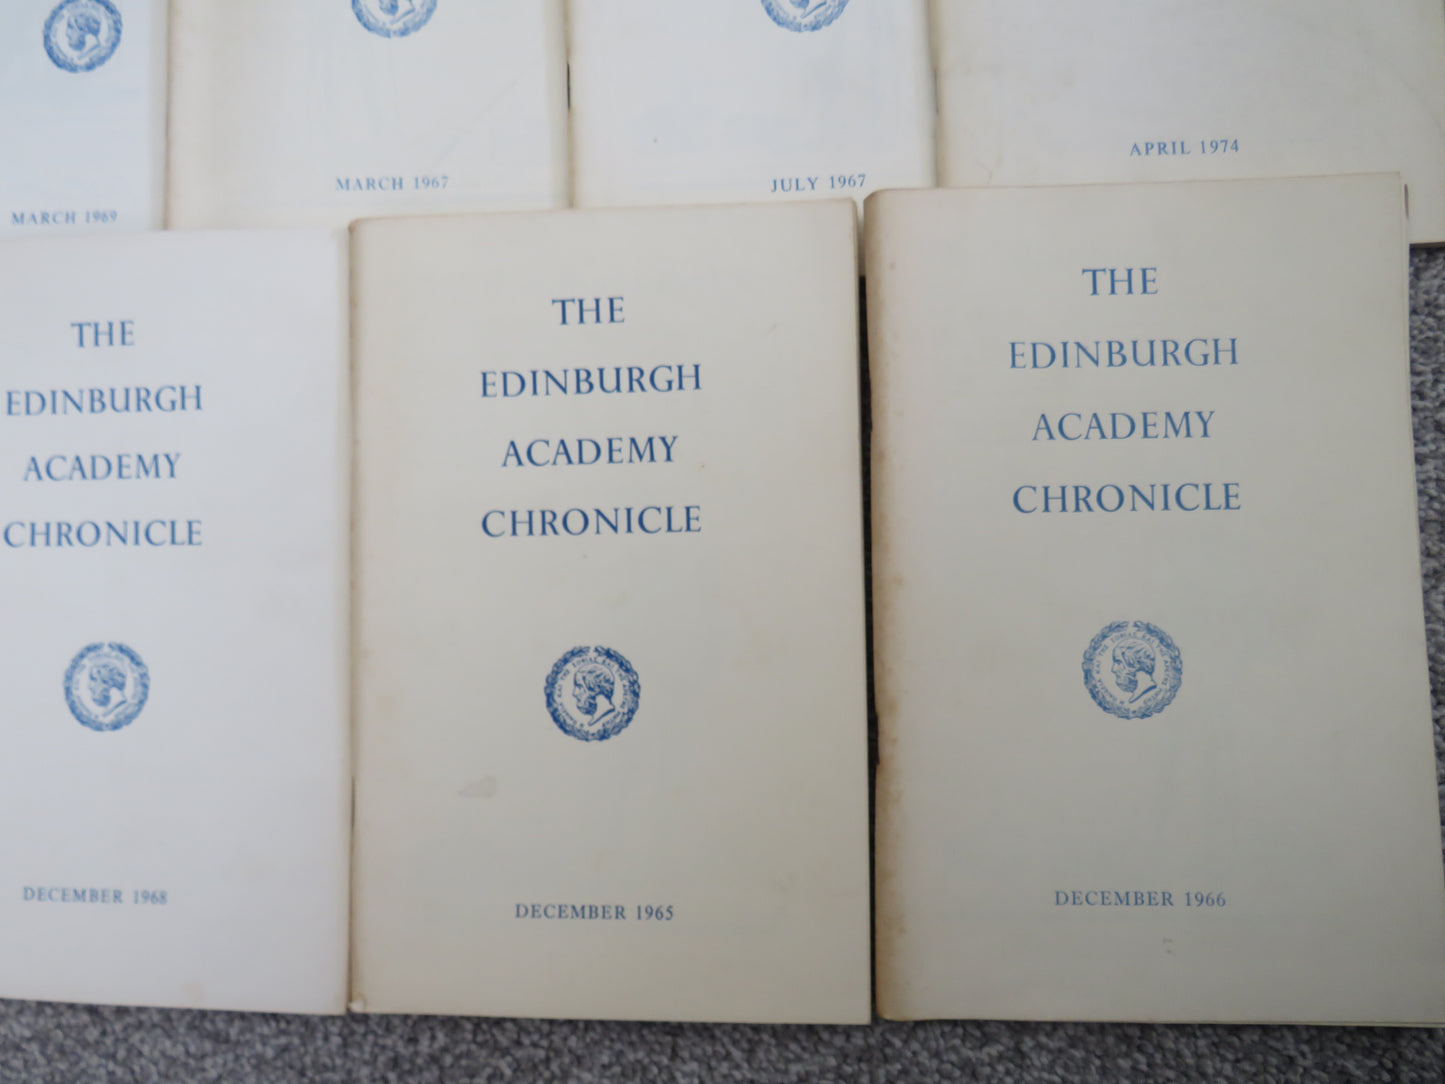 MARCH 1969
MARCH 1967
JULY 1967
APRIL 1974
THE
EDINBURGH
ACADEMY
CHRONICLE
DECEMBER 1968
THE
EDINBURGH
ACADEMY
CHRONICLE
DECEMBER 1965
THE
EDINBURGH
ACADEMY
CHRONICLE
DECEMBER 1966